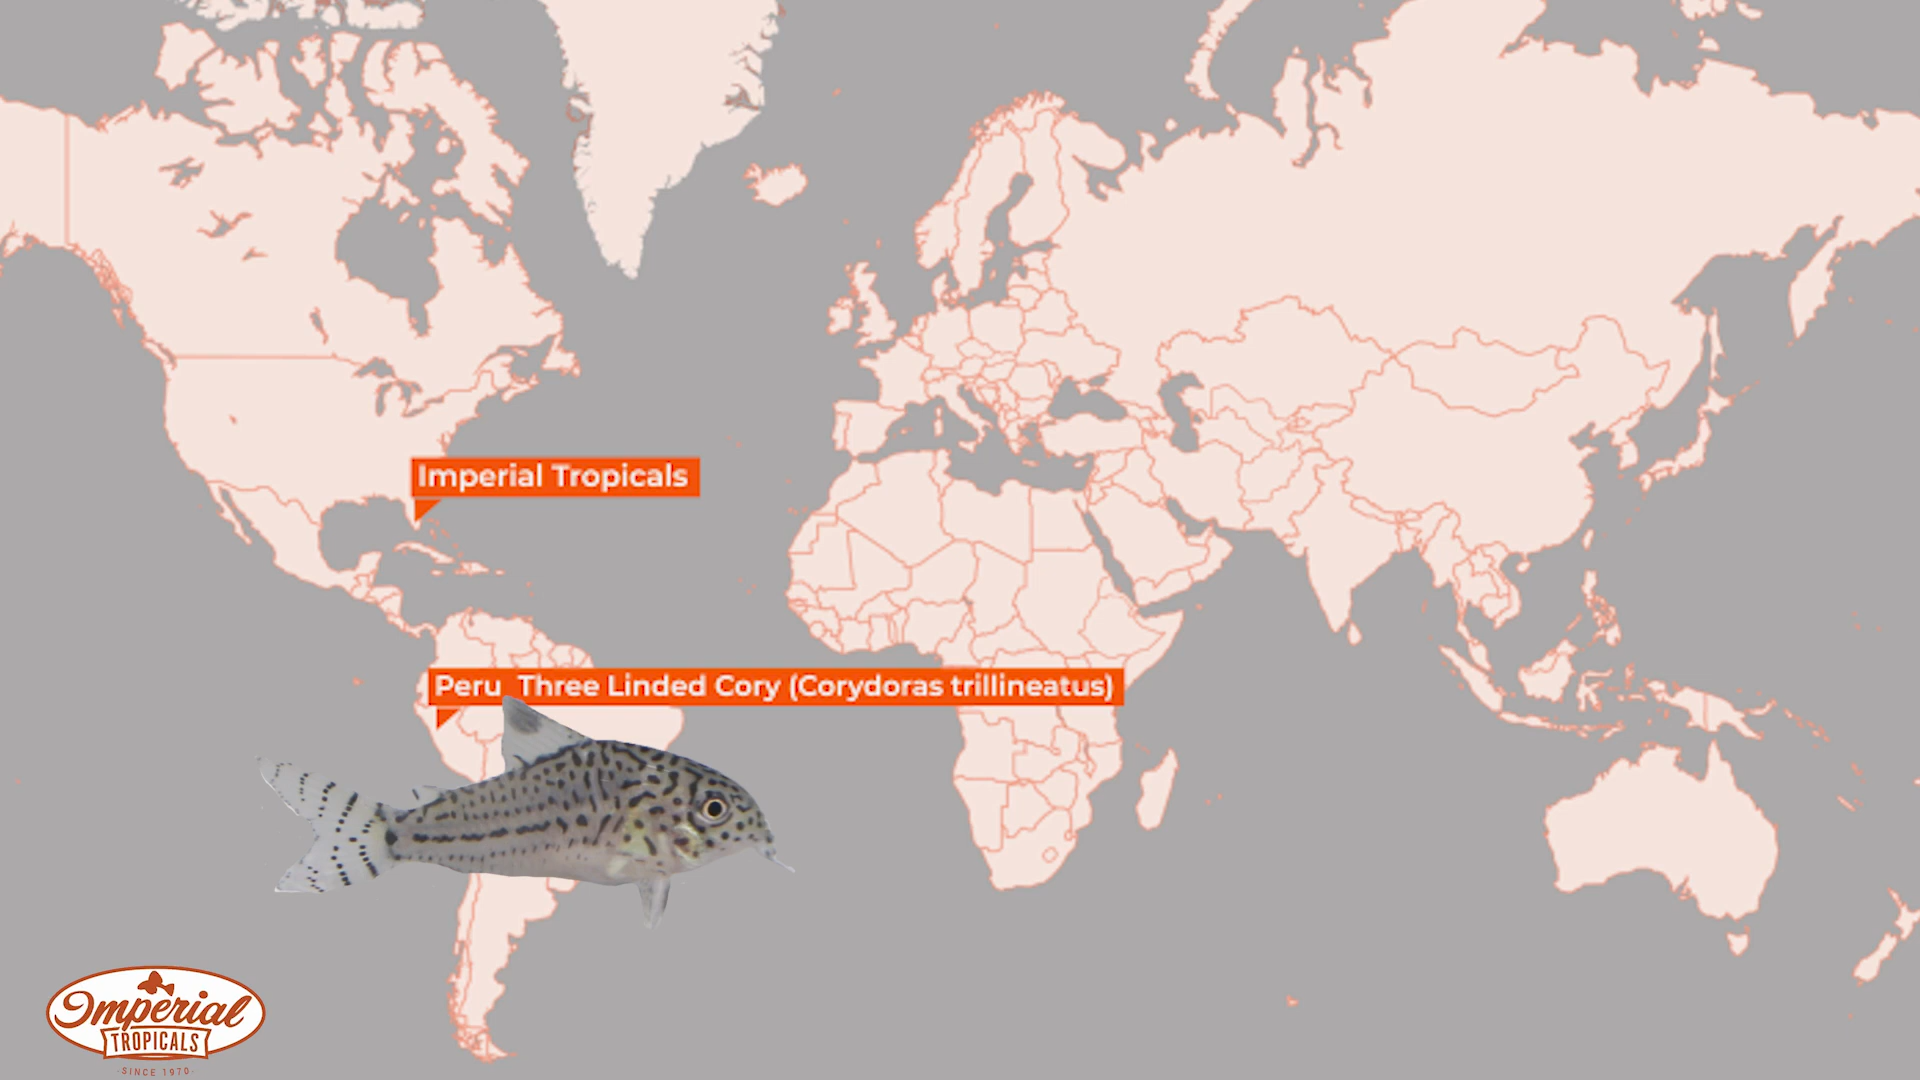 Imperial Tropicals
Peru Three Linded Cory (Corydoras trillineatus)
Imperial
TROPICALS
·SINCE 1970·